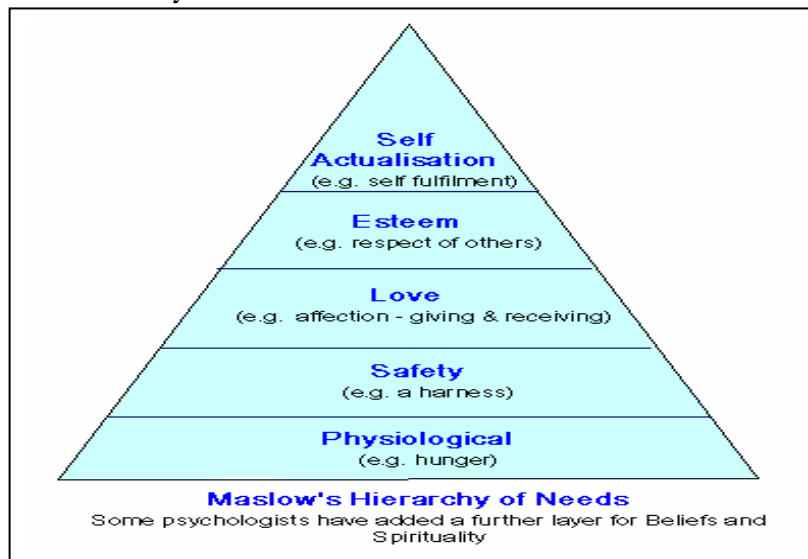 Self
Actualisation
(e.g. self fulfilment)
Esteem
(e.g. respect of others)
Love
(e.g. affection - giving & receiving)
Safety
(e.g. a harness)
Physiological
(e.g. hunger)
Maslow's Hierarchy of Needs
Some psychologists have added a further layer for Beliefs and
Spirituality